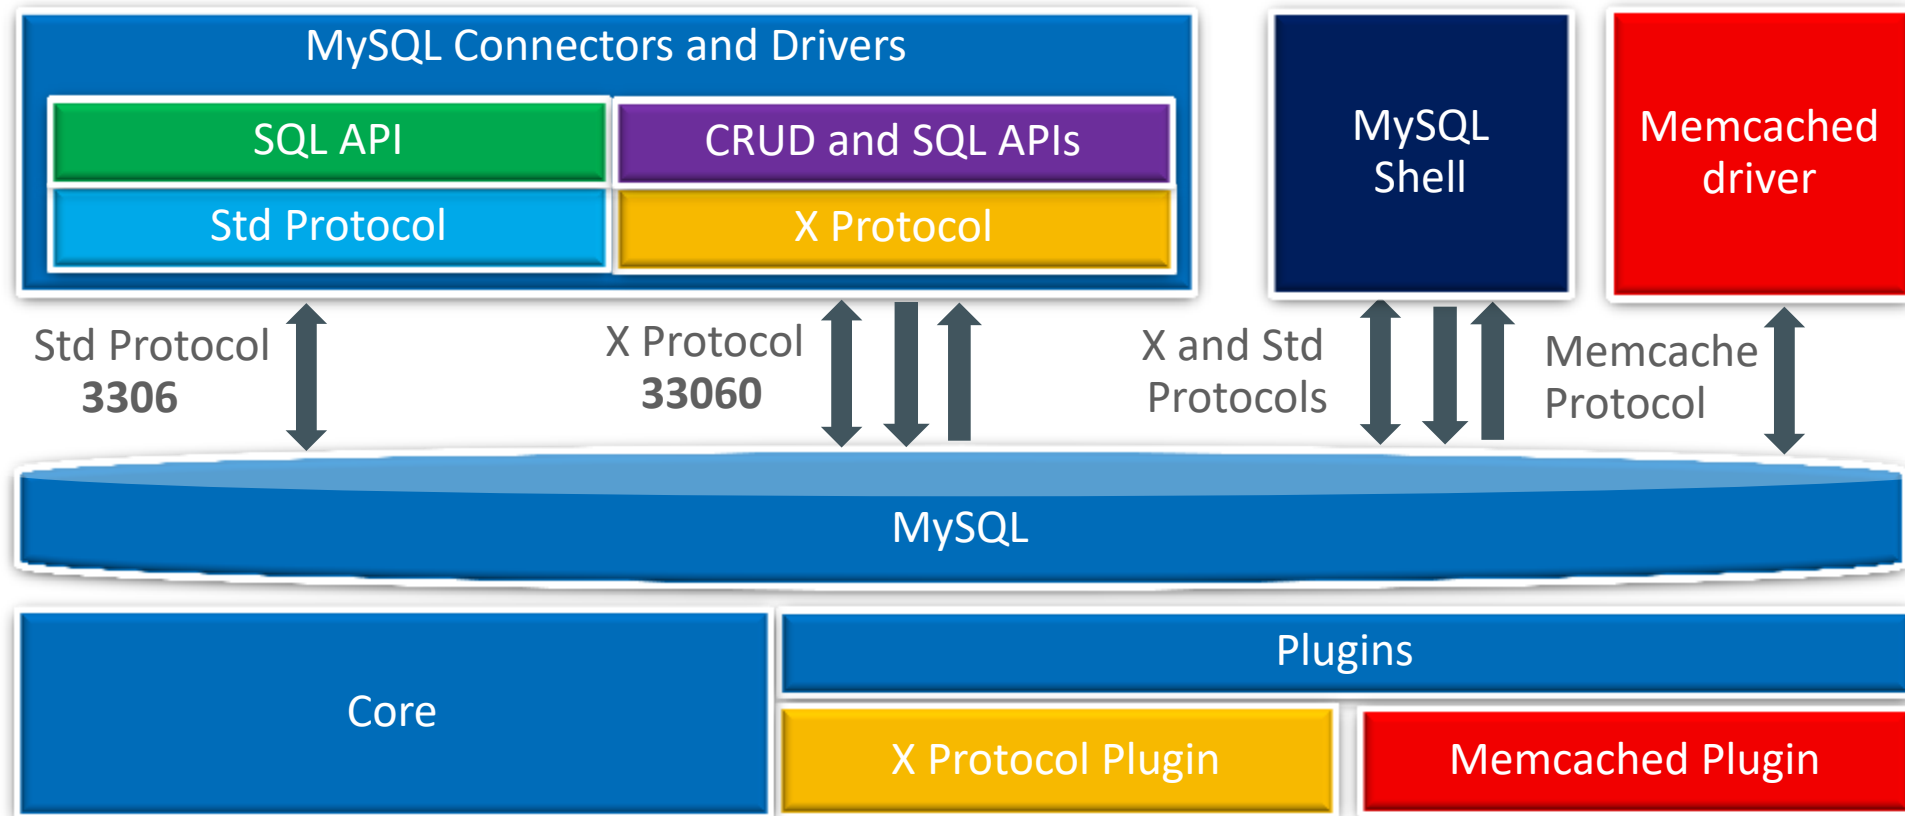 MySQL Connectors and Drivers
SQL API
CRUD and SQL APIs
Std Protocol
X Protocol
MySQL
Shell
Memcached
driver
Std Protocol
3306
X Protocol
33060
X and Std
Protocols
Memcache
Protocol
MySQL
Core
Plugins
X Protocol Plugin
Memcached Plugin